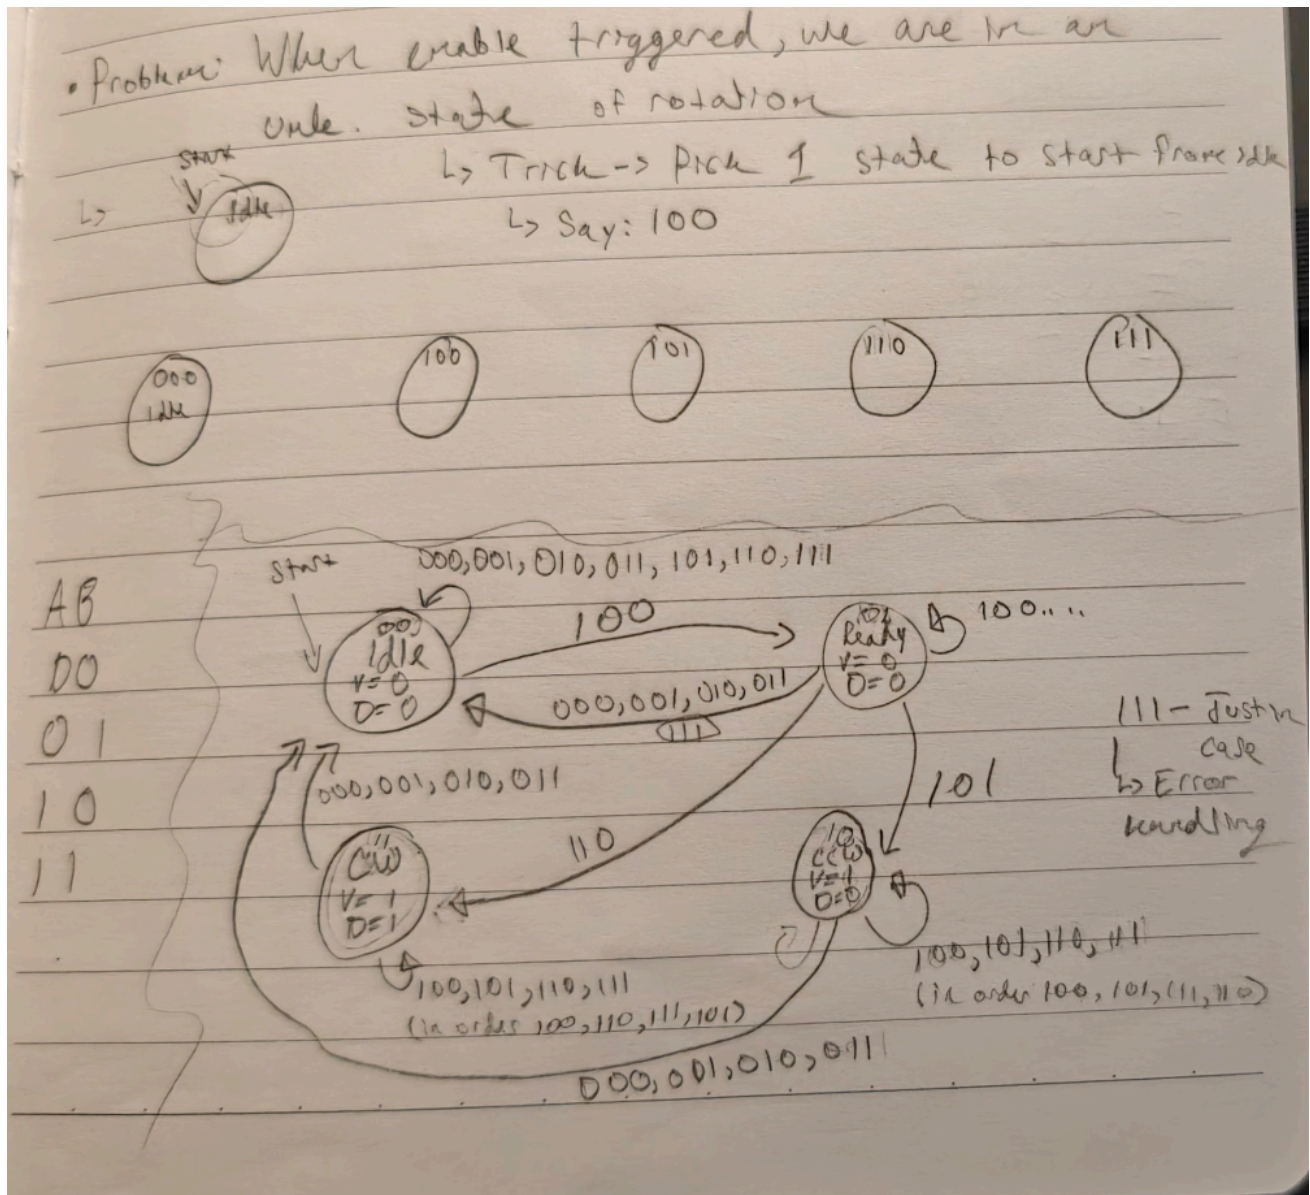 • Problem: When enable triggered, we are in an
unk. state of rotation
↳ Trick -> Pick 1 state to start from idle
↳ Say: 100
Start
↳
Idle
000
Idle
100
101
110
111
AB
00
01
10
11
Start
000,001,010,011,101,110,111
00,
Idle
V=0
D=0
100
01
Ready
V=0
D=0
100....
000,001,010,011
111
111 - Just in
case
↳ Error
handling
101
110
000,001,010,011
11
CW
V=1
D=1
10
CCW
V=1
D=0
100,101,110,111
(in order 100,110,111,101)
100,101,110,111
(in order 100,101,111,110)
000,001,010,011